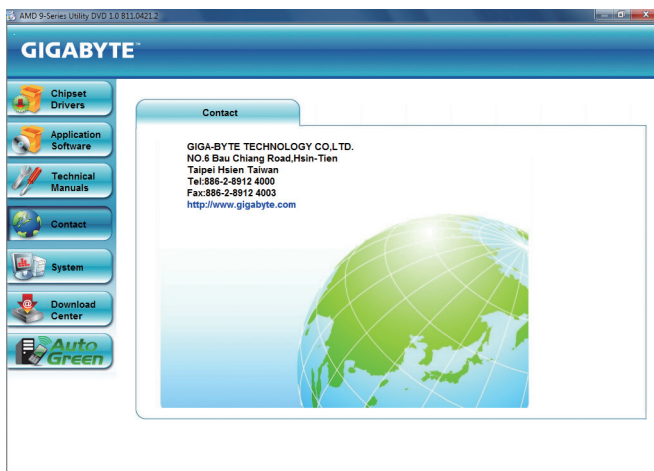 AMD 9-Series Utility DVD 1.0 B11.0421.2
GIGABYTE™
Chipset
Drivers
Application
Software
Technical
Manuals
Contact
System
Download
Center
Auto
Green
Contact
GIGA-BYTE TECHNOLOGY CO,LTD.
NO.6 Bau Chiang Road,Hsin-Tien
Taipei Hsien Taiwan
Tel:886-2-8912 4000
Fax:886-2-8912 4003
http://www.gigabyte.com